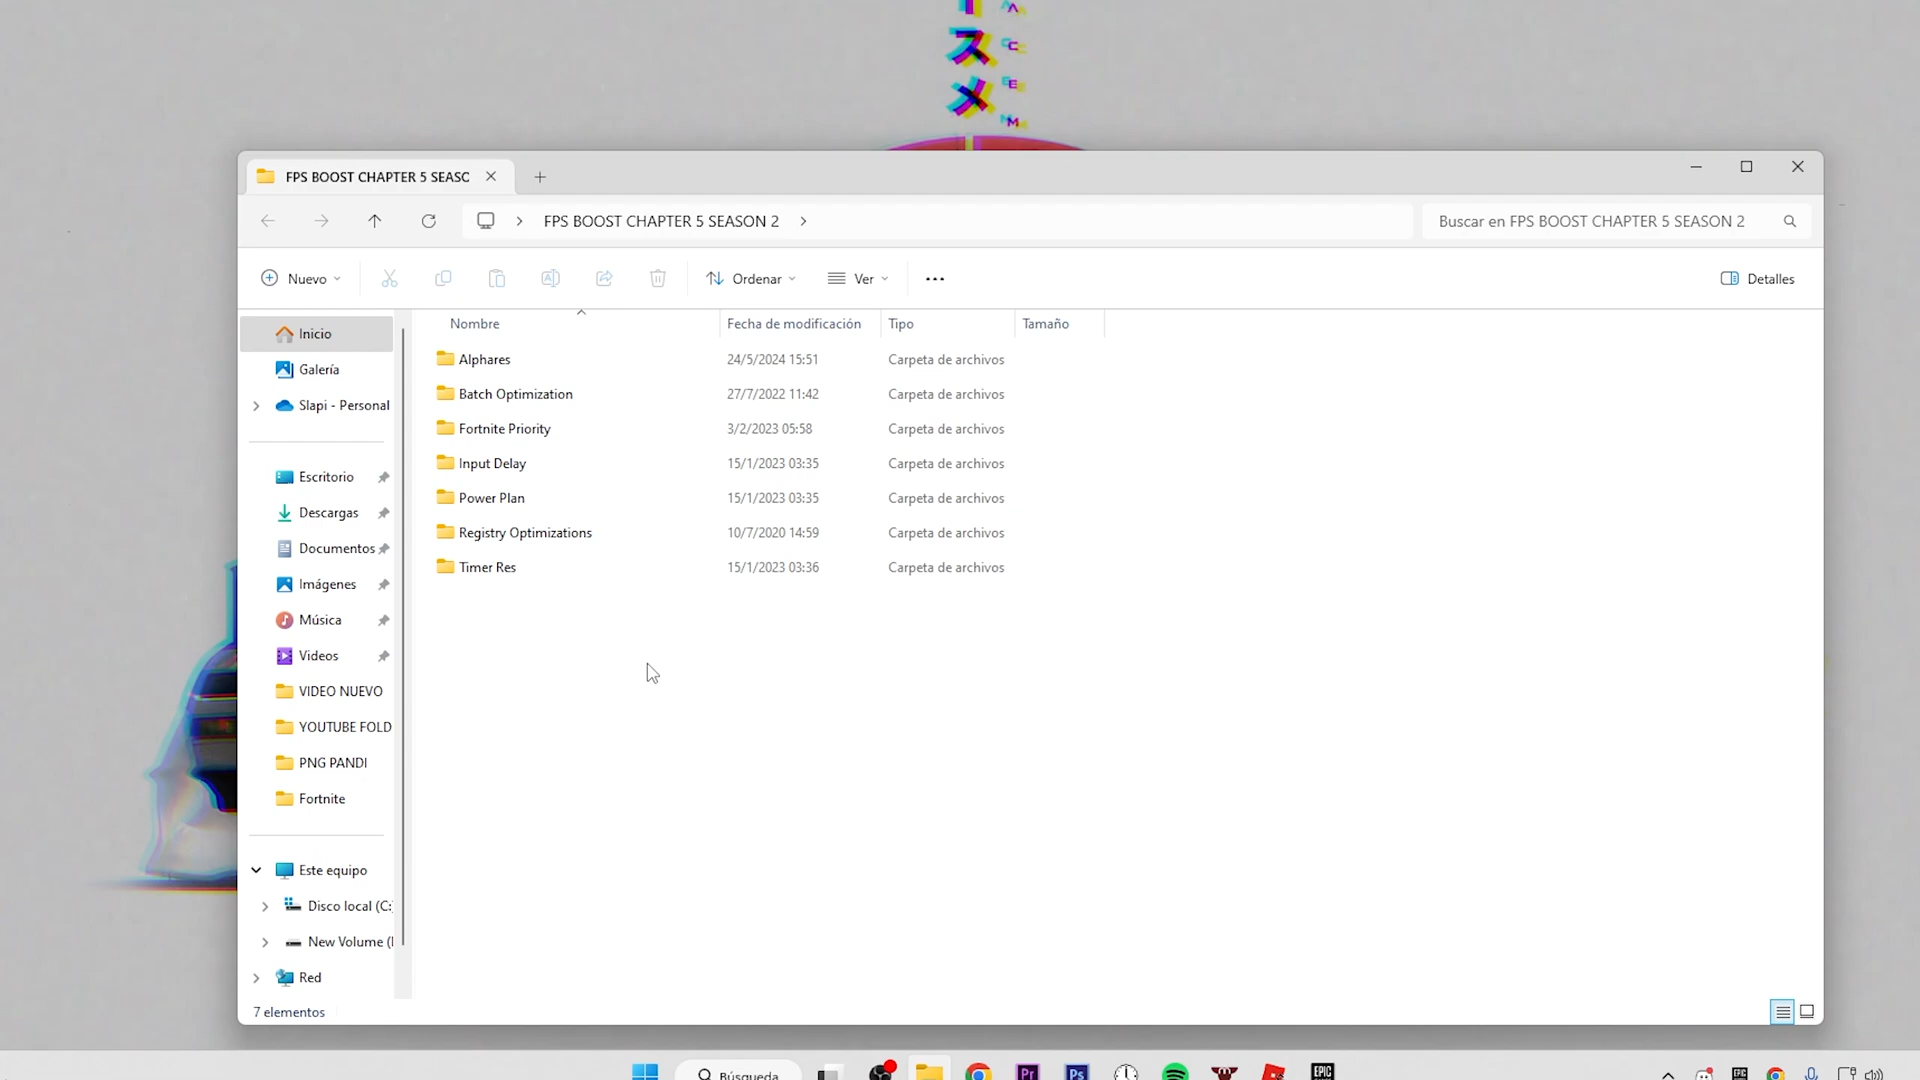 ス
C
メ
E
M
FPS BOOST CHAPTER 5 SEASC
FPS BOOST CHAPTER 5 SEASON 2
Buscar en FPS BOOST CHAPTER 5 SEASON 2
Nuevo
Ordenar
Ver
Detalles
Nombre Fecha de modificación Tipo Tamaño
Alphares 24/5/2024 15:51 Carpeta de archivos
Batch Optimization 27/7/2022 11:42 Carpeta de archivos
Fortnite Priority 3/2/2023 05:58 Carpeta de archivos
Input Delay 15/1/2023 03:35 Carpeta de archivos
Power Plan 15/1/2023 03:35 Carpeta de archivos
Registry Optimizations 10/7/2020 14:59 Carpeta de archivos
Timer Res 15/1/2023 03:36 Carpeta de archivos
Inicio
Galería
Slapi - Personal
Escritorio
Descargas
Documentos
Imágenes
Música
Videos
VIDEO NUEVO
YOUTUBE FOLD
PNG PANDI
Fortnite
Este equipo
Disco local (C:
New Volume (
Red
7 elementos
Búsqueda
Pr
Ps
EPIC
EPIC